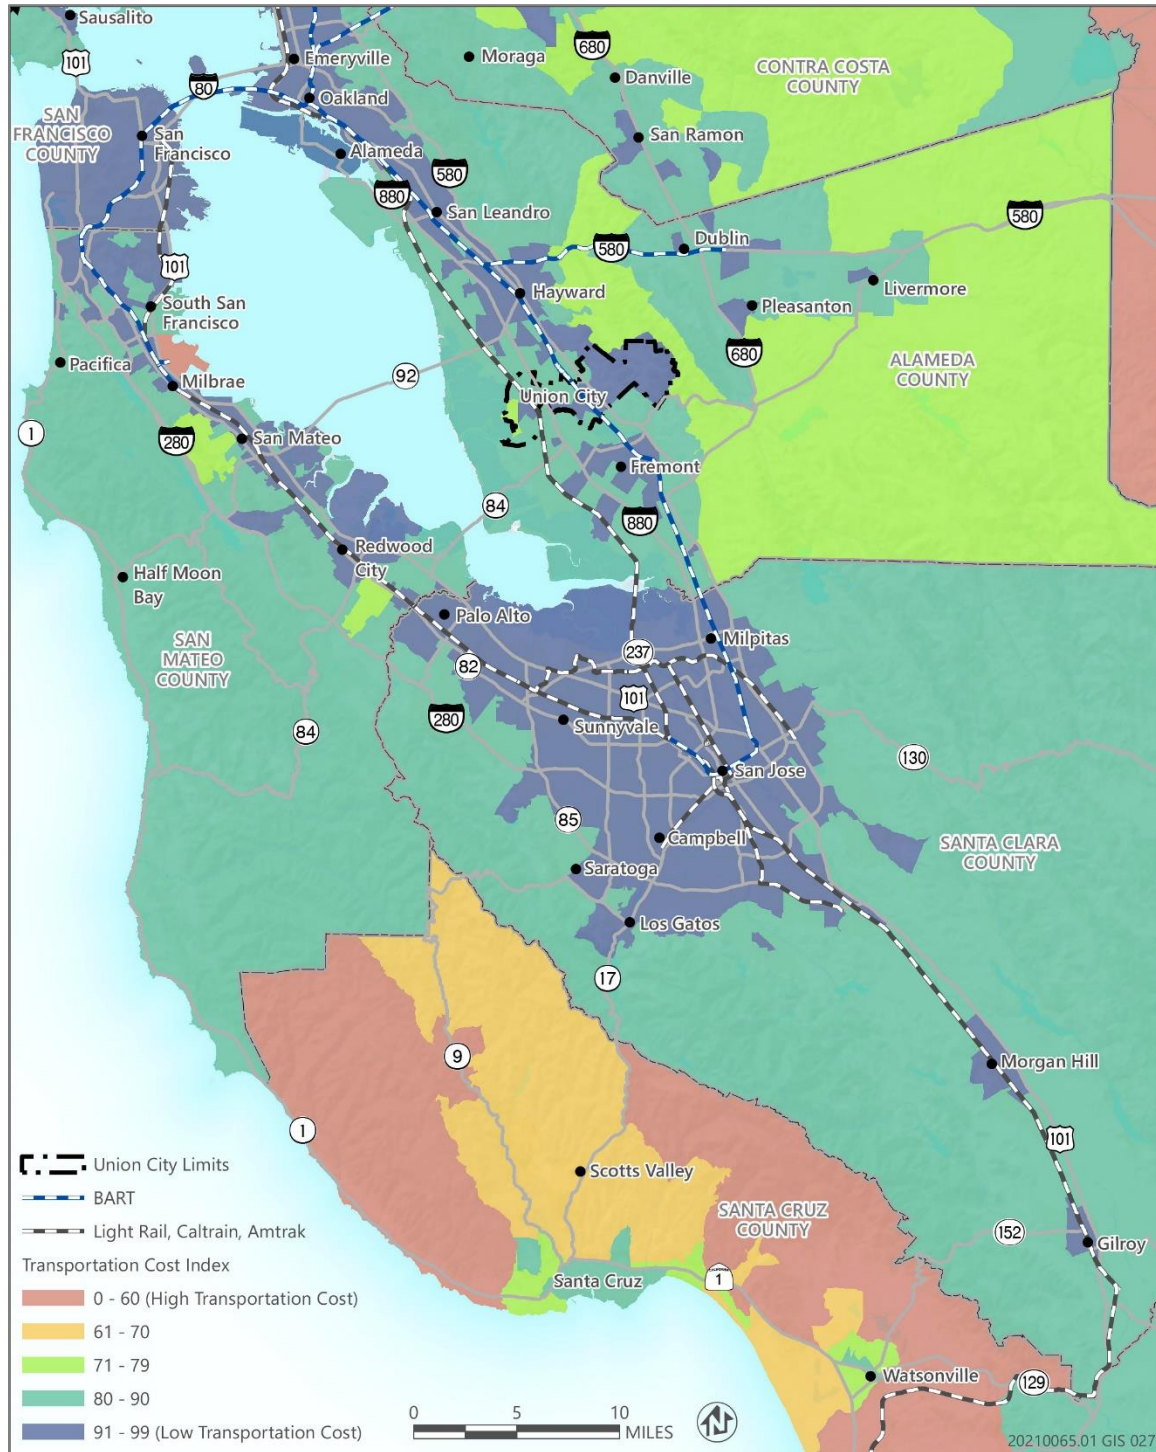 Sausalito
101
Emeryville
680
Moraga
Danville
CONTRA COSTA
COUNTY
80
Oakland
SAN
FRANCISCO
COUNTY
San
Francisco
San Ramon
Alameda
580
880
San Leandro
580
Dublin
580
101
Hayward
Livermore
South San
Francisco
Pleasanton
680
Pacifica
Milbrae
92
ALAMEDA
COUNTY
Union City
1
280
San Mateo
Fremont
84
880
Redwood
City
Half Moon
Bay
Palo Alto
SAN
MATEO
COUNTY
Milpitas
237
82
101
280
Sunnyvale
84
130
San Jose
85
Campbell
SANTA CLARA
COUNTY
Saratoga
Los Gatos
17
9
Morgan Hill
1
101
Union City Limits
Scotts Valley
BART
SANTA CRUZ
COUNTY
Light Rail, Caltrain, Amtrak
152
Gilroy
Transportation Cost Index
Santa Cruz
CALIFORNIA
1
0 - 60 (High Transportation Cost)
61 - 70
71 - 79
Watsonville
129
80 - 90
0 5 10
MILES
91 - 99 (Low Transportation Cost)
N
20210065.01 GIS 027